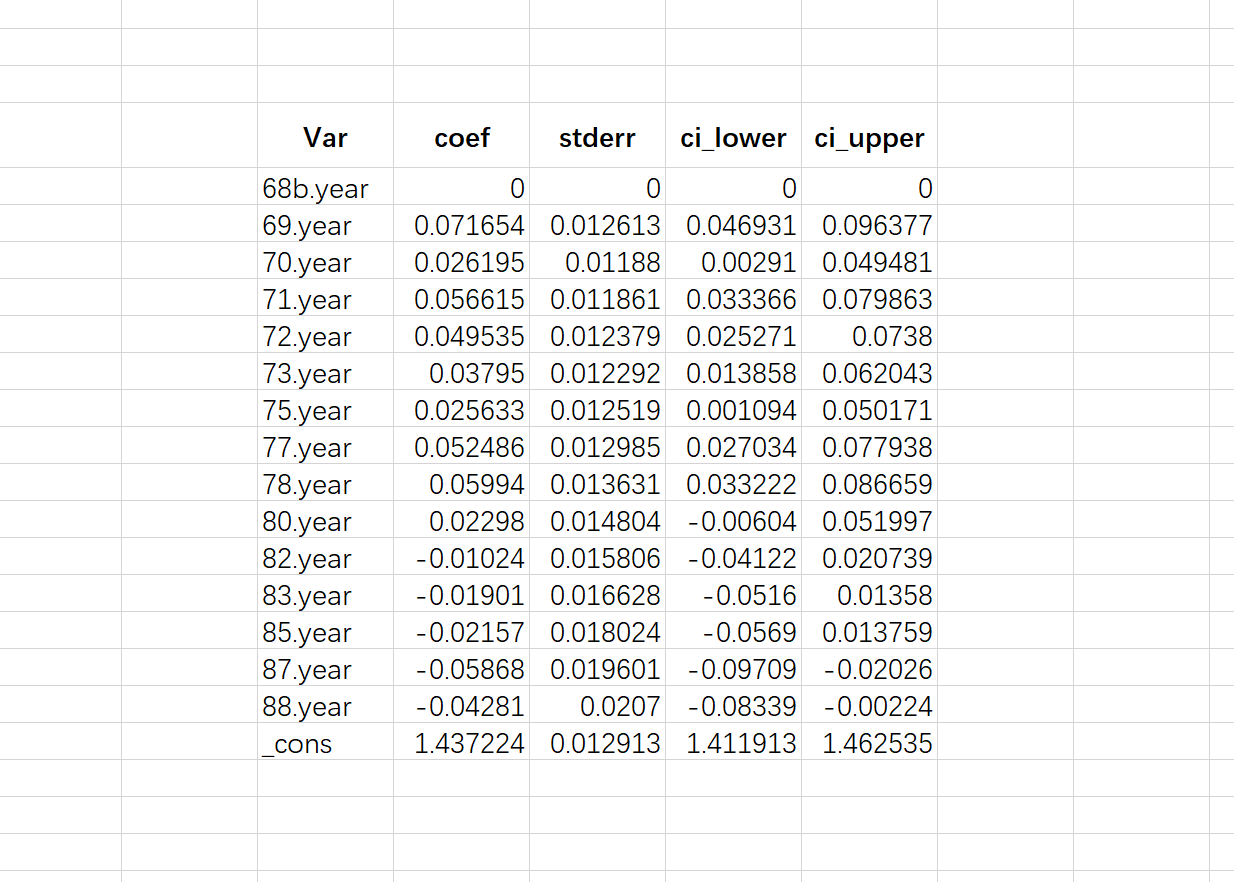 Var coef stderr ci_lower ci_upper
68b.year 0 0 0 0
69.year 0.071654 0.012613 0.046931 0.096377
70.year 0.026195 0.01188 0.00291 0.049481
71.year 0.056615 0.011861 0.033366 0.079863
72.year 0.049535 0.012379 0.025271 0.0738
73.year 0.03795 0.012292 0.013858 0.062043
75.year 0.025633 0.012519 0.001094 0.050171
77.year 0.052486 0.012985 0.027034 0.077938
78.year 0.05994 0.013631 0.033222 0.086659
80.year 0.02298 0.014804 -0.00604 0.051997
82.year -0.01024 0.015806 -0.04122 0.020739
83.year -0.01901 0.016628 -0.0516 0.01358
85.year -0.02157 0.018024 -0.0569 0.013759
87.year -0.05868 0.019601 -0.09709 -0.02026
88.year -0.04281 0.0207 -0.08339 -0.00224
_cons 1.437224 0.012913 1.411913 1.462535